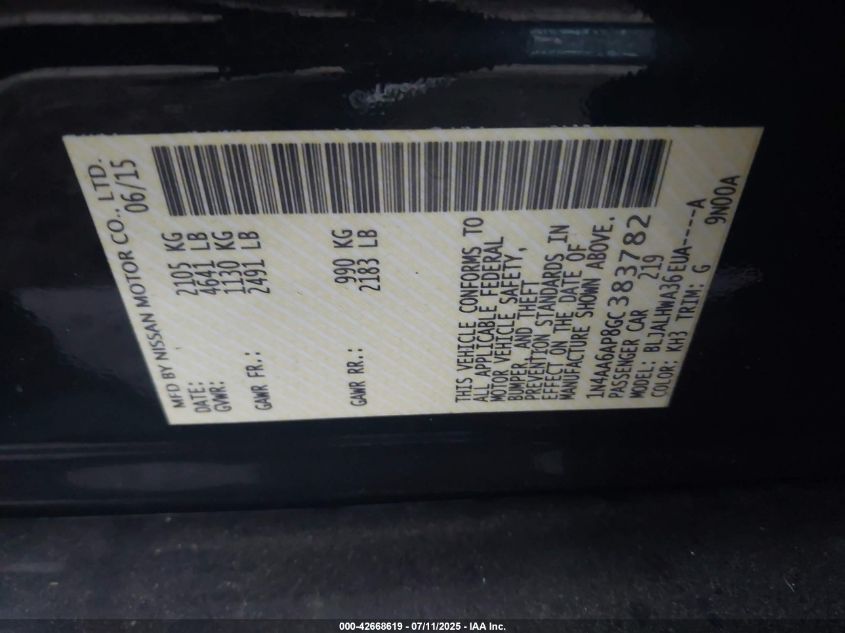 MFD BY NISSAN MOTOR CO., LTD.
DATE: 06/15
GVWR: 2105 KG
4641 LB
GAWR FR.: 1130 KG
2491 LB
GAWR RR.: 990 KG
2183 LB
THIS VEHICLE CONFORMS TO
ALL APPLICABLE FEDERAL
MOTOR VEHICLE SAFETY,
BUMPER, AND THEFT
PREVENTION STANDARDS IN
EFFECT ON THE DATE OF
MANUFACTURE SHOWN ABOVE.
1N4AA6AP8GC383782
PASSENGER CAR 219
MODEL: BLJALHWA36EUA----A
COLOR: KH3 TRIM: G 9N00A
000-42668619 - 07/11/2025 - IAA Inc.